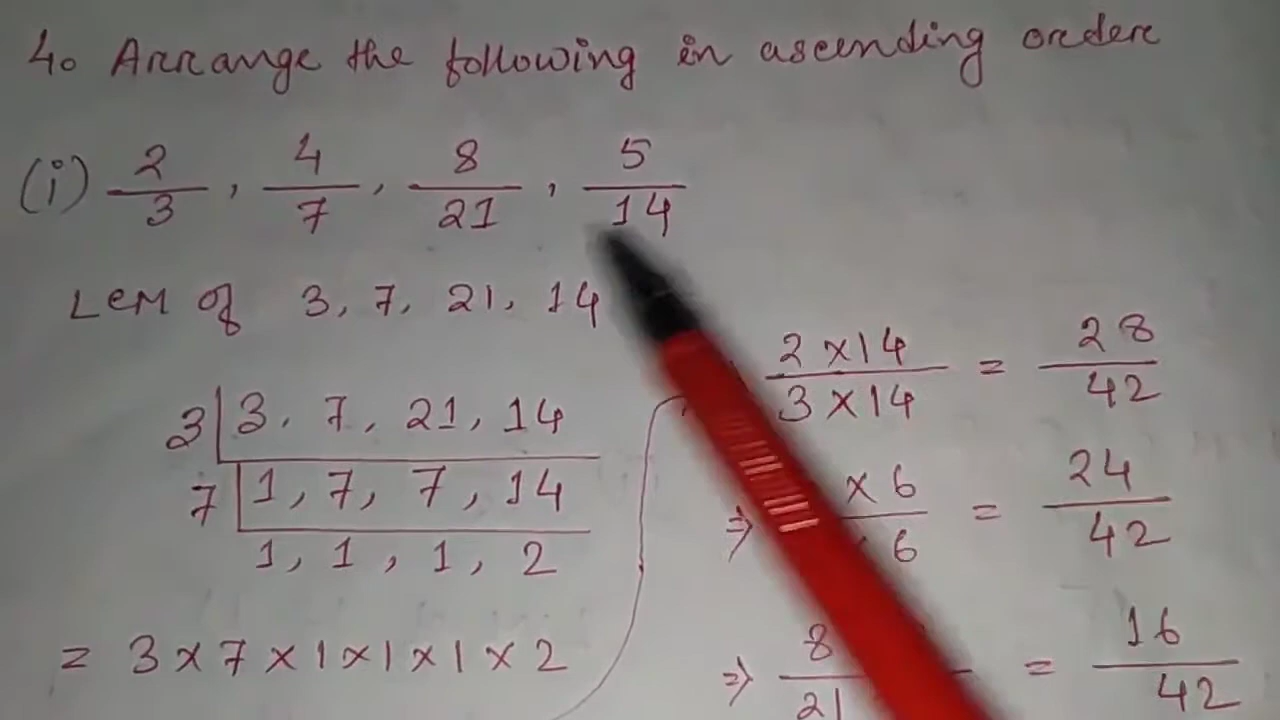 4. Arrange the following in ascending order
(i) 2/3, 4/7, 8/21, 5/14
LCM of 3, 7, 21, 14
3 | 3, 7, 21, 14
7 | 1, 7, 7, 14
1, 1, 1, 2
= 3 × 7 × 1 × 1 × 1 × 2
2 × 14 / 3 × 14 = 28/42
⇒ × 6 / 6 = 24/42
⇒ 8 / 21 = 16/42